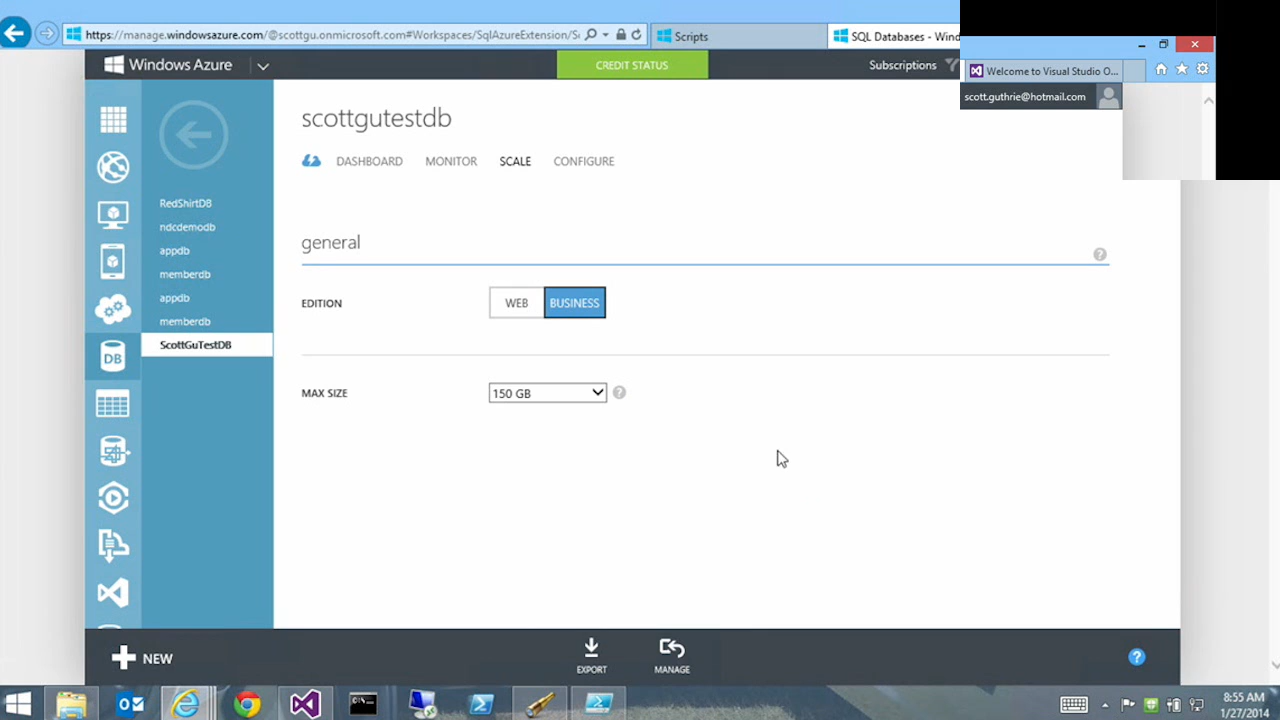 https://manage.windowsazure.com/@scottgu.onmicrosoft.com#Workspaces/SqlAzureExtension/S
Scripts
SQL Databases - Wind
Welcome to Visual Studio O...
Windows Azure
CREDIT STATUS
Subscriptions
scott.guthrie@hotmail.com
scottgutestdb
DASHBOARD
MONITOR
SCALE
CONFIGURE
RedShirtDB
ndcdemodb
appdb
memberdb
appdb
memberdb
ScottGuTestDB
general
?
EDITION
WEB
BUSINESS
MAX SIZE
150 GB
?
DB
NEW
EXPORT
MANAGE
?
8:55 AM
1/27/2014